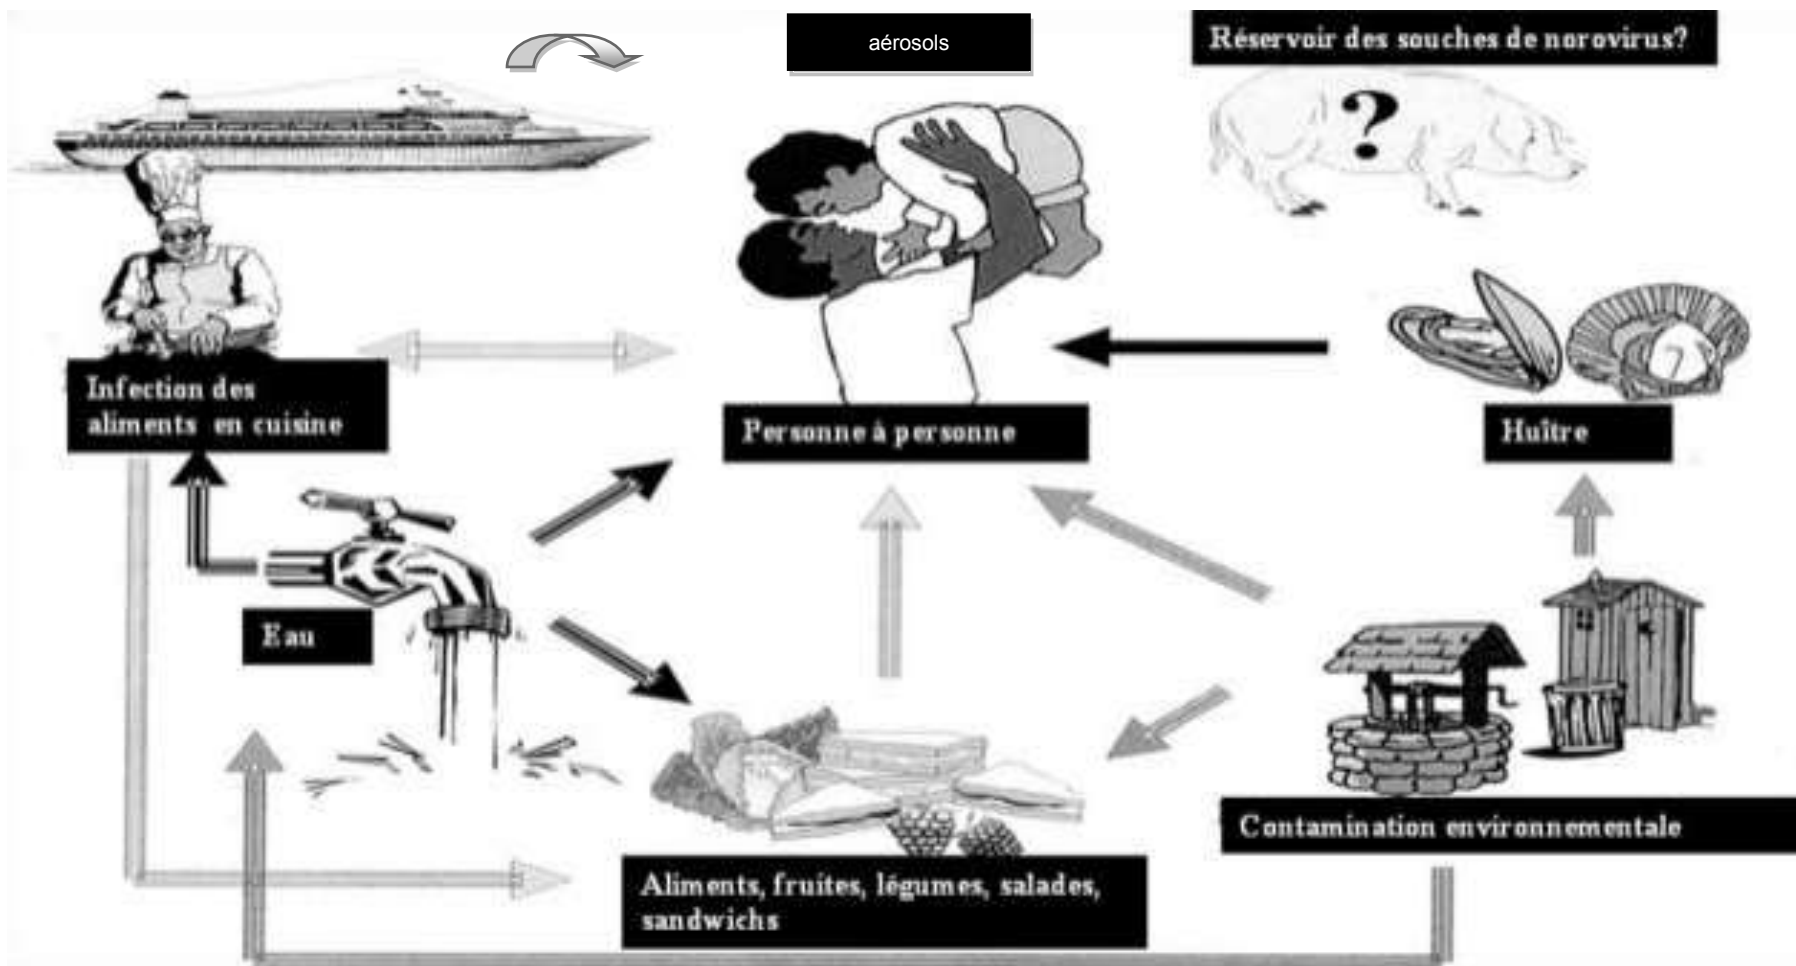 aérosols
Réservoir des souches de norovirus?
?
Infection des
aliments en cuisine
Personne à personne
Huître
Eau
Contamination environnementale
Aliments, fruites, légumes, salades,
sandwichs